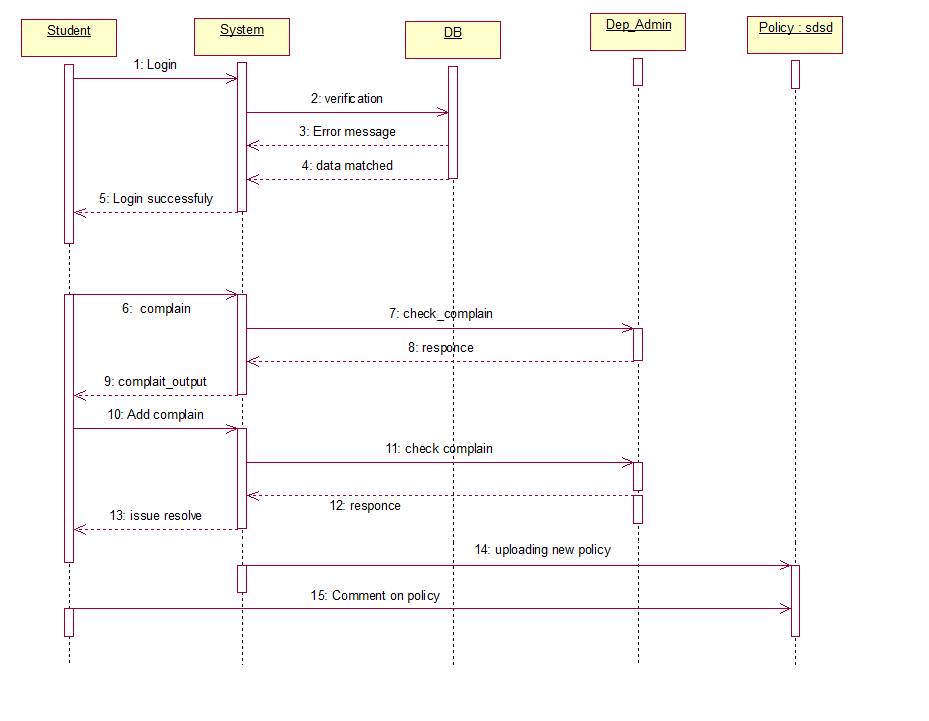 Student
System
DB
Dep_Admin
Policy : sdsd
1: Login
2: verification
3: Error message
4: data matched
5: Login successfuly
6: complain
7: check_complain
8: responce
9: complait_output
10: Add complain
11: check complain
12: responce
13: issue resolve
14: uploading new policy
15: Comment on policy